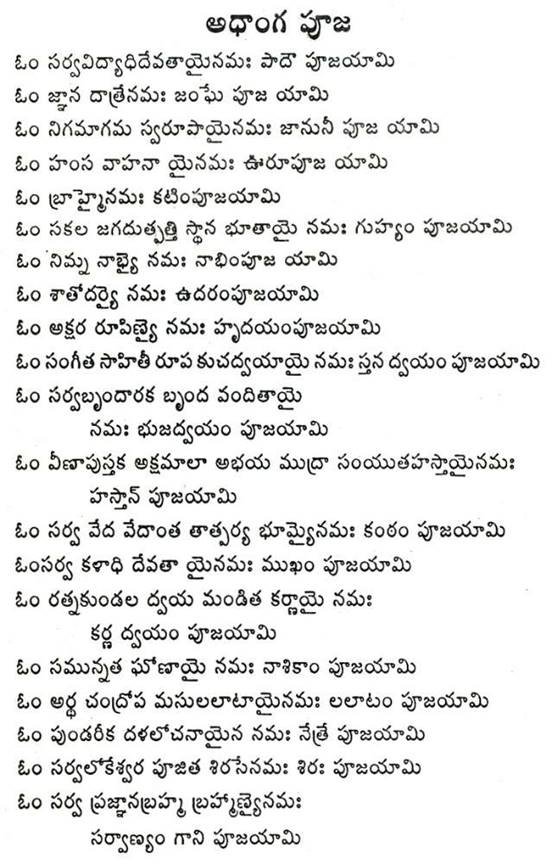 అధాంగ పూజ
ఓం సర్వవిద్యాధిదేవతాయైనమః పాదౌ పూజయామి
ఓం జ్ఞాన దాత్రేనమః జంఘే పూజ యామి
ఓం నిగమాగమ స్వరూపాయైనమః జానునీ పూజ యామి
ఓం హంస వాహనా యైనమః ఊరూపూజ యామి
ఓం బ్రాహ్మైనమః కటింపూజయామి
ఓం సకల జగదుత్పత్తి స్థాన భూతాయై నమః గుహ్యం పూజయామి
ఓం నిమ్న నాభ్యై నమః నాభింపూజ యామి
ఓం శాతోదర్యై నమః ఉదరంపూజయామి
ఓం అక్షర రూపిణ్యై నమః హృదయంపూజయామి
ఓం సంగీత సాహితీ రూప కుచద్వయాయై నమః స్తన ద్వయం పూజయామి
ఓం సర్వబృందారక బృంద వందితాయై
నమః భుజద్వయం పూజయామి
ఓం వీణాపుస్తక అక్షమాలా అభయ ముద్రా సంయుతహస్తాయైనమః
హస్తాన్ పూజయామి
ఓం సర్వ వేద వేదాంత తాత్పర్య భూమ్యైనమః కంఠం పూజయామి
ఓంసర్వ కళాధి దేవతా యైనమః ముఖం పూజయామి
ఓం రత్నకుండల ద్వయ మండిత కర్ణాయై నమః
కర్ణ ద్వయం పూజయామి
ఓం సమున్నత ఘోణాయై నమః నాశికాం పూజయామి
ఓం అర్థ చంద్రోప మసులలాటాయైనమః లలాటం పూజయామి
ఓం పుండరీక దళలోచనాయైన నమః నేత్రే పూజయామి
ఓం సర్వలోకేశ్వర పూజిత శిరసేనమః శిరః పూజయామి
ఓం సర్వ ప్రజ్ఞానబ్రహ్మ బ్రహ్మాణ్యైనమః
సర్వాణ్యం గాని పూజయామి